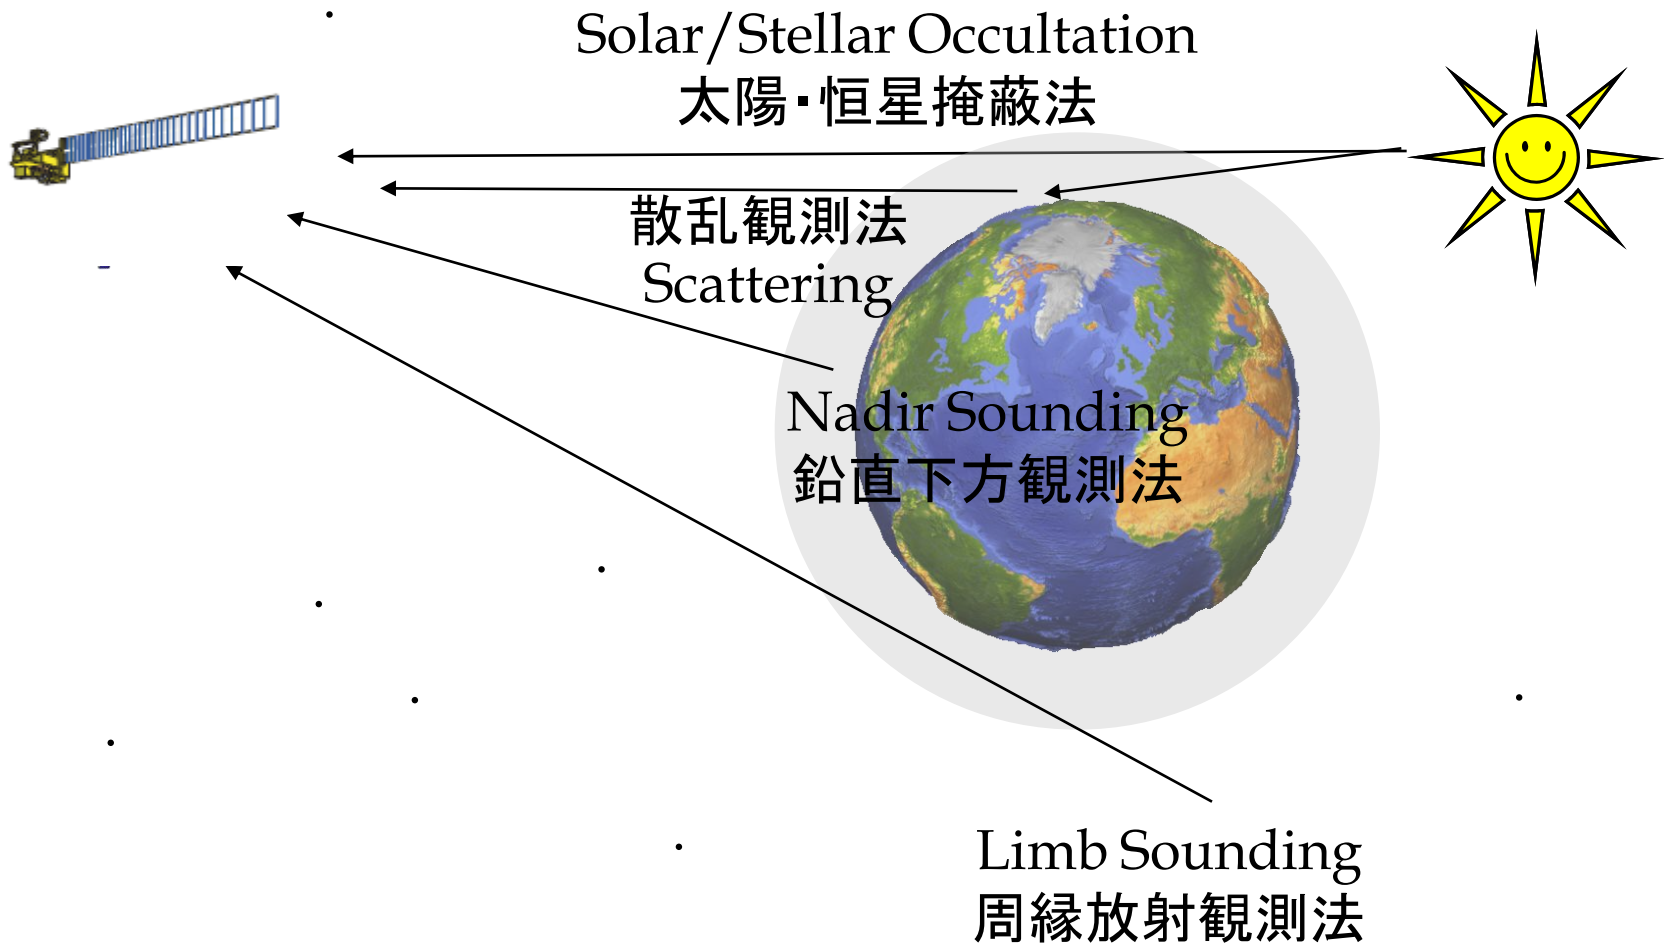 Solar/Stellar Occultation
太陽・恒星掩蔽法
散乱観測法
Scattering
Nadir Sounding
鉛直下方観測法
Limb Sounding
周縁放射観測法